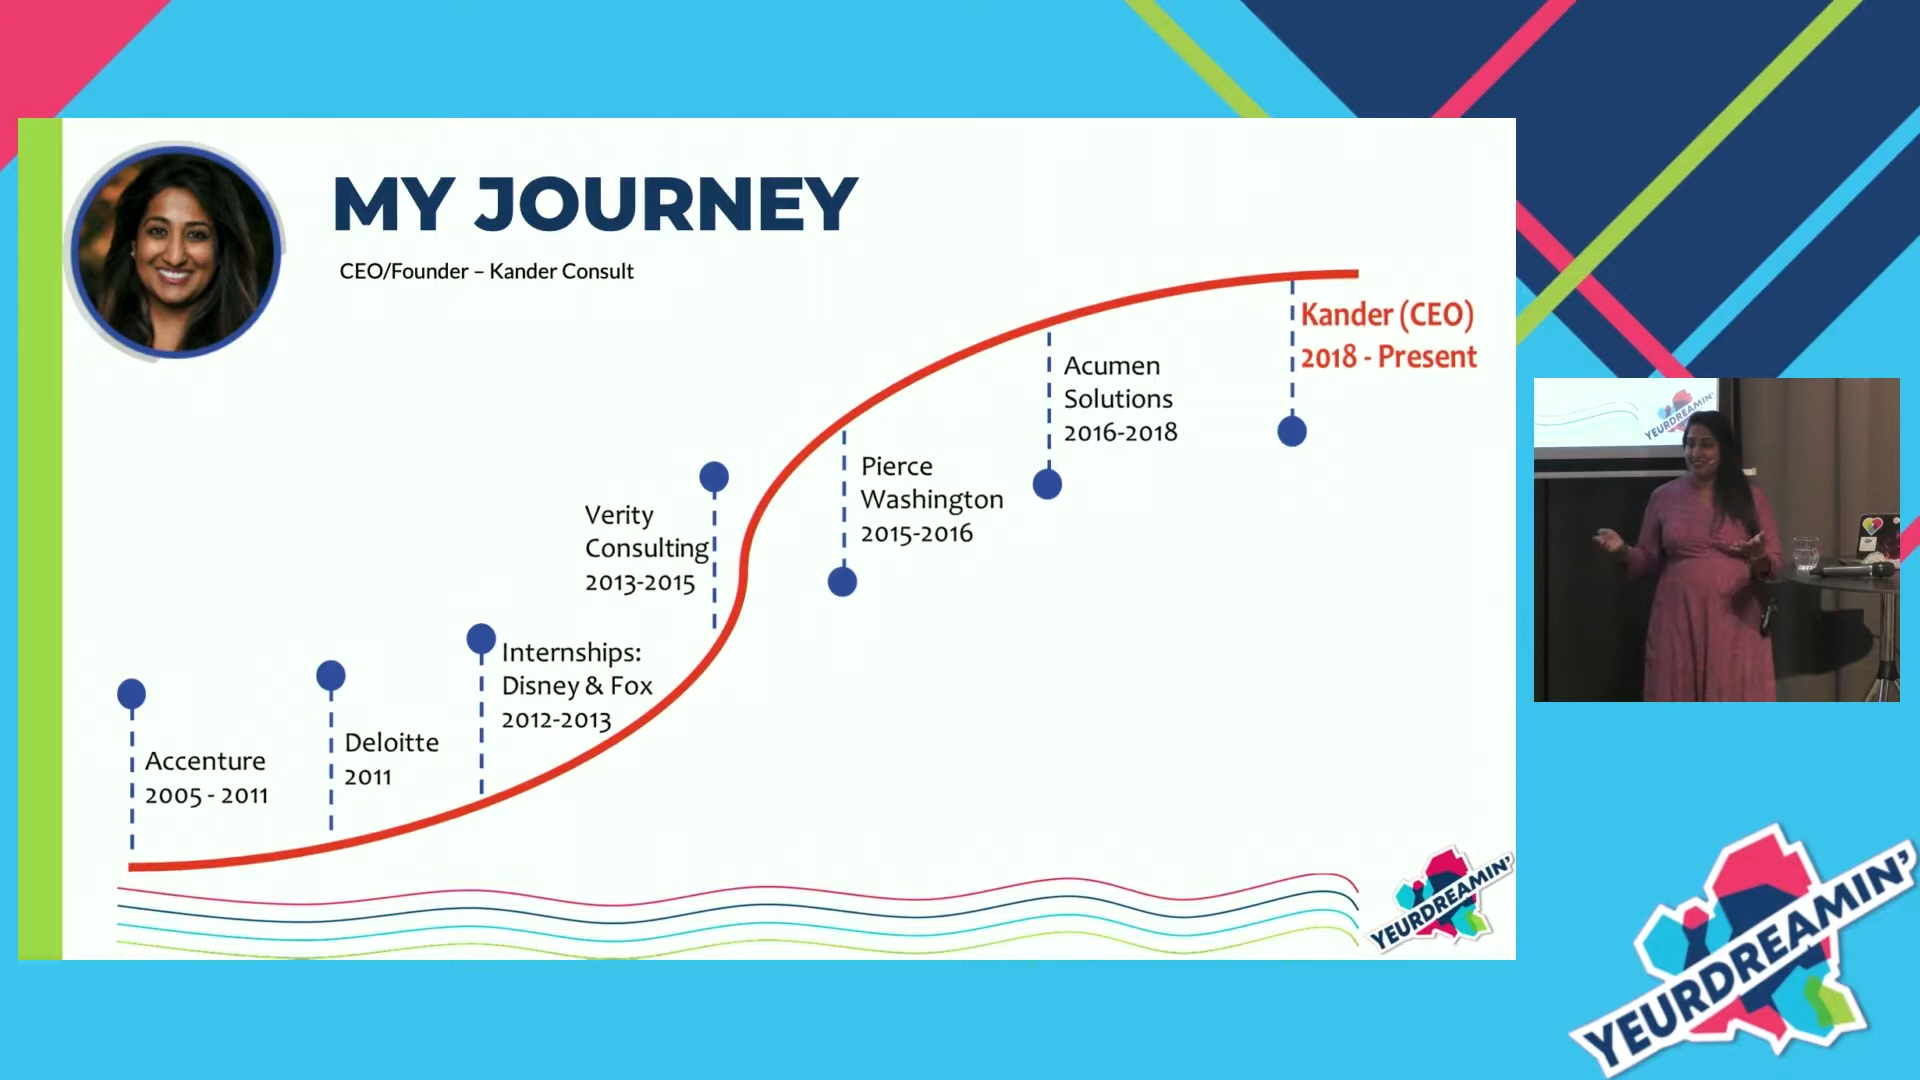 MY JOURNEY
CEO/Founder – Kander Consult
Kander (CEO)
2018 - Present
Acumen
Solutions
2016-2018
Pierce
Washington
2015-2016
Verity
Consulting
2013-2015
Internships:
Disney & Fox
2012-2013
Deloitte
2011
Accenture
2005 - 2011
YEURDREAMIN'
YEURDREAMIN'
YEURDREAMIN'